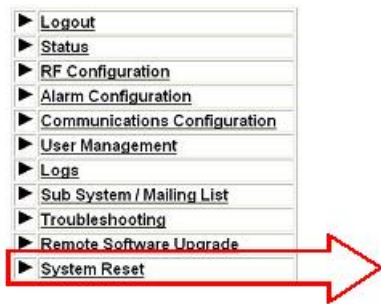 Logout
Status
RF Configuration
Alarm Configuration
Communications Configuration
User Management
Logs
Sub System / Mailing List
Troubleshooting
Remote Software Upgrade
System Reset